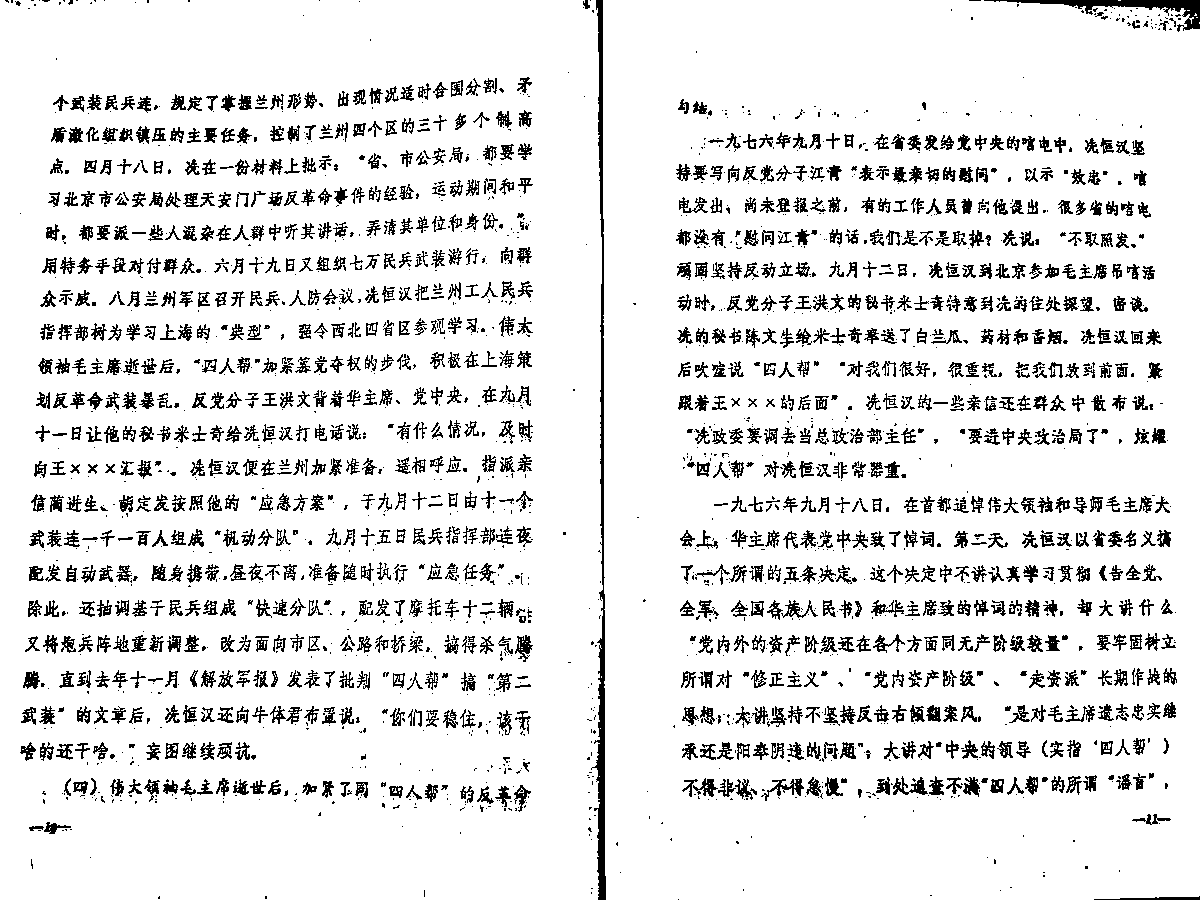 个武装民兵连，规定了掌握兰州形势、出现情况适时合围分割、矛
盾激化组织镇压的主要任务，控制了兰州四个区的三十多个制高
点。四月十八日，冼在一份材料上批示：“省、市公安局，都要学
习北京市公安局处理天安门广场反革命事件的经验，运动期间和平
时，都要派一些人混杂在人群中听其讲话，弄清其单位和身份。”
用特务手段对付群众。六月十九日又组织七万民兵武装游行，向群
众示威。八月兰州军区召开民兵、人防会议，冼恒汉把兰州工人民兵
指挥部树为学习上海的“典型”，强令西北四省区参观学习。伟大
领袖毛主席逝世后，“四人帮”加紧篡党夺权的步伐，积极在上海策
划反革命武装暴乱。反党分子王洪文背着华主席、党中央，在九月
十一日让他的秘书米士奇给冼恒汉打电话说：“有什么情况，及时
向王×××汇报”。冼恒汉便在兰州加紧准备，遥相呼应。指派亲
信蔺进生、胡定发按照他的“应急方案”，于九月十二日由十一个
武装连一千一百人组成“机动分队”。九月十五日民兵指挥部连夜
配发自动武器，随身携带，昼夜不离，准备随时执行“应急任务”。
除此，还抽调基干民兵组成“快速分队”，配发了摩托车十二辆。
又将炮兵阵地重新调整，改为面向市区、公路和桥梁，搞得杀气腾
腾。直到去年十一月《解放军报》发表了批判“四人帮”搞“第二
武装”的文章后，冼恒汉还向牛体君布置说：“你们要稳住，该干
啥的还干啥。”妄图继续顽抗。
（四）伟大领袖毛主席逝世后，加紧了同“四人帮”的反革命
—10—
勾结。
一九七六年九月十日，在省委发给党中央的唁电中，冼恒汉坚
持要写向反党分子江青“表示最亲切的慰问”，以示“效忠”。唁
电发出，尚未登报之前，有的工作人员曾向他提出，很多省的唁电
都没有“慰问江青”的话，我们是不是取掉？冼说：“不取照发。”
顽固坚持反动立场。九月十二日，冼恒汉到北京参加毛主席吊唁活
动时，反党分子王洪文的秘书米士奇特意到冼的住处探望、密谈。
冼的秘书陈文生给米士奇奉送了白兰瓜、药材和香烟。冼恒汉回来
后吹嘘说“四人帮”“对我们很好，很重视，把我们放到前面，紧
跟着王×××的后面”。冼恒汉的一些亲信还在群众中散布说：
“冼政委要调去当总政治部主任”，“要进中央政治局了”，炫耀
“四人帮”对冼恒汉非常器重。
一九七六年九月十八日，在首都追悼伟大领袖和导师毛主席大
会上，华主席代表党中央致了悼词。第二天，冼恒汉以省委名义搞
了一个所谓的五条决定。这个决定中不讲认真学习贯彻《告全党、
全军、全国各族人民书》和华主席致的悼词的精神，却大讲什么
“党内外的资产阶级还在各个方面同无产阶级较量”，要牢固树立
所谓对“修正主义”、“党内资产阶级”、“走资派”长期作战的
思想；大讲坚持不坚持反击右倾翻案风，“是对毛主席遗志忠实继
承还是阳奉阴违的问题”；大讲对“中央的领导（实指‘四人帮’）
不得非议、不得怠慢”，到处追查不满“四人帮”的所谓“谣言”，
—11—